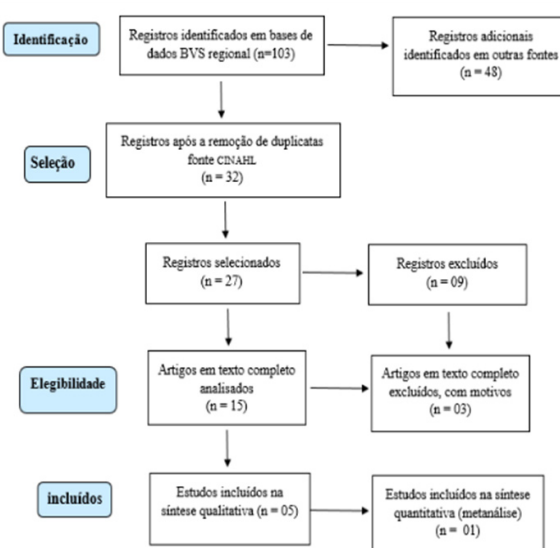 Identificação
Registros identificados em bases de
dados BVS regional (n=103)
Registros adicionais
identificados em outras fontes
(n = 48)
Seleção
Registros após a remoção de duplicatas
fonte CINAHL
(n = 32)
Registros selecionados
(n = 27)
Registros excluídos
(n = 09)
Elegibilidade
Artigos em texto completo
analisados
(n = 15)
Artigos em texto completo
excluídos, com motivos
(n = 03)
incluídos
Estudos incluídos na
síntese qualitativa (n = 05)
Estudos incluídos na síntese
quantitativa (metanálise)
(n = 01)